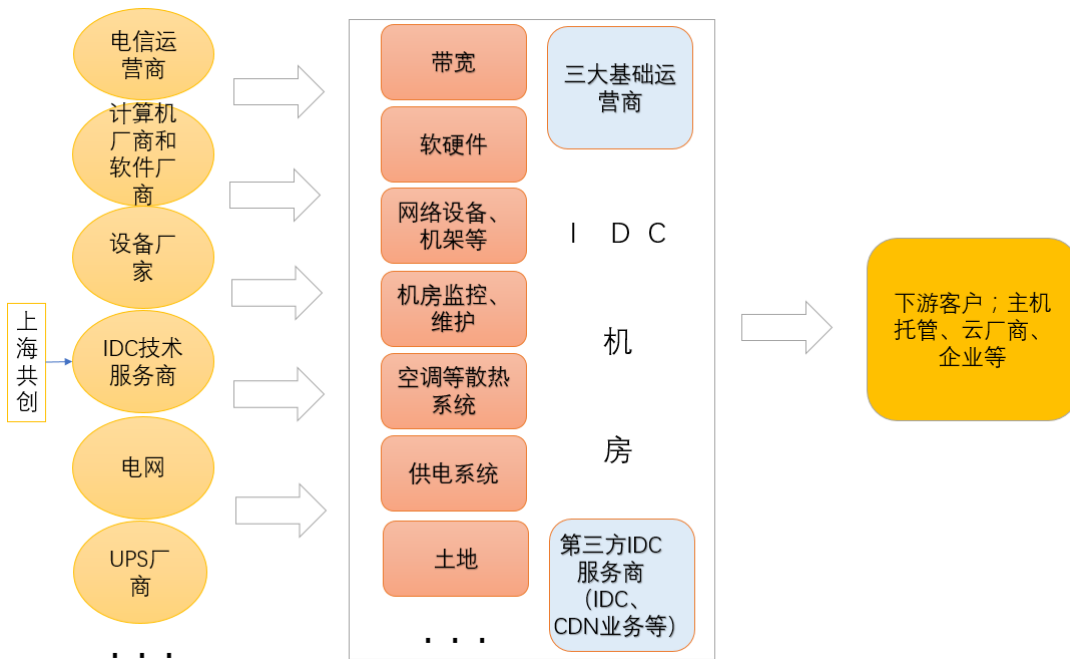 上
海
共
创
电信运
营商
计算机
厂商和
软件厂
商
设备厂
家
IDC技术
服务商
电网
UPS厂
商
. . .
带宽
软硬件
网络设备、
机架等
机房监控、
维护
空调等散热
系统
供电系统
土地
. . .
三大基础运
营商
I D C
机
房
第三方IDC
服务商
（IDC、
CDN业务等）
下游客户；主机
托管、云厂商、
企业等